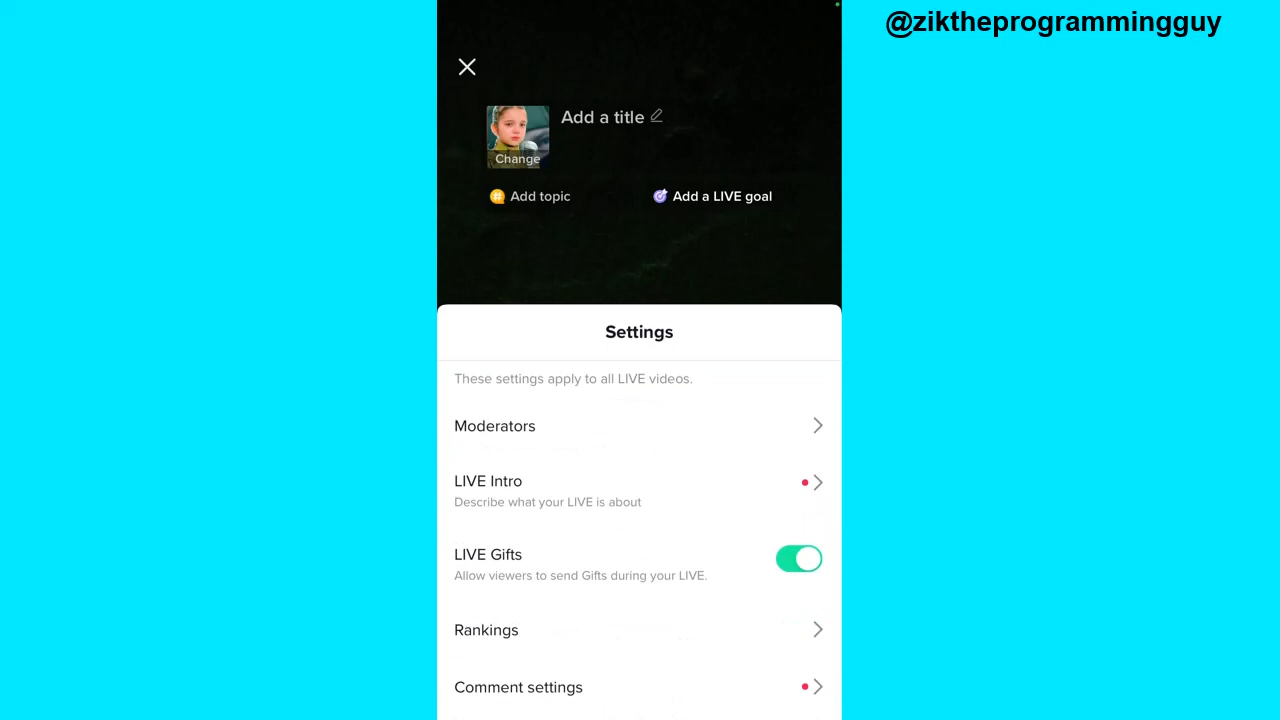 @ziktheprogrammingguy
Add a title
Change
Add topic
Add a LIVE goal
Settings
These settings apply to all LIVE videos.
Moderators
LIVE Intro
Describe what your LIVE is about
LIVE Gifts
Allow viewers to send Gifts during your LIVE.
Rankings
Comment settings